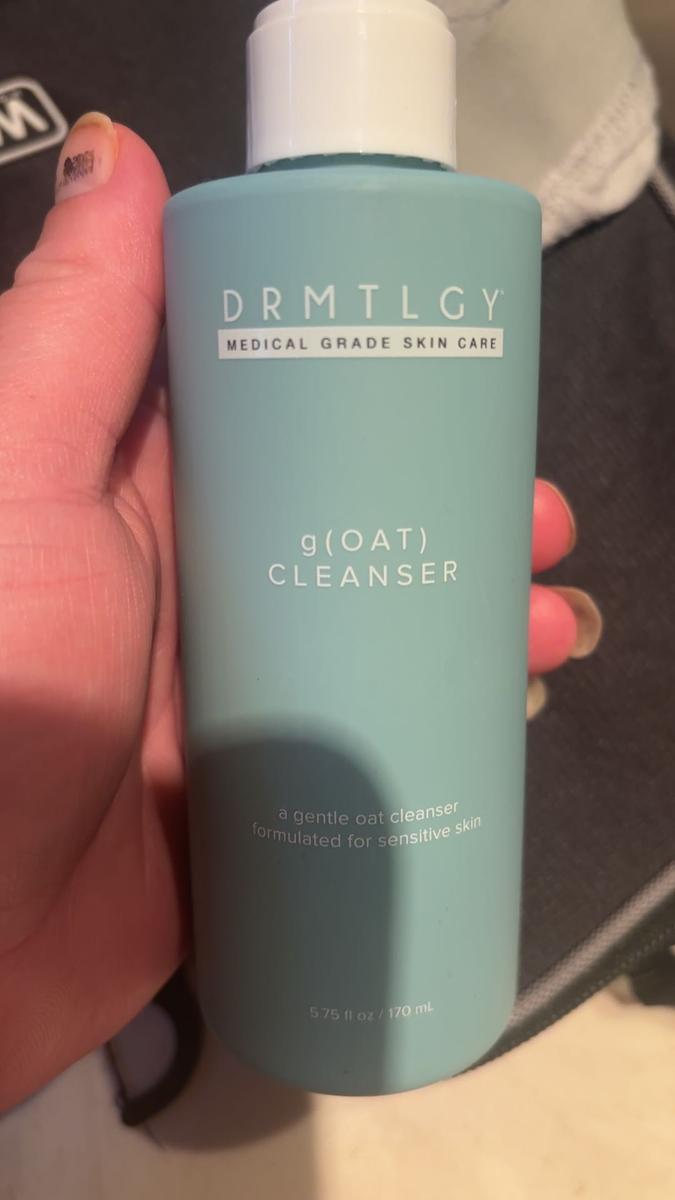 DRMTLGY
MEDICAL GRADE SKIN CARE
g(OAT)
CLEANSER
a gentle oat cleanser
formulated for sensitive skin
5.75 fl oz / 170 mL